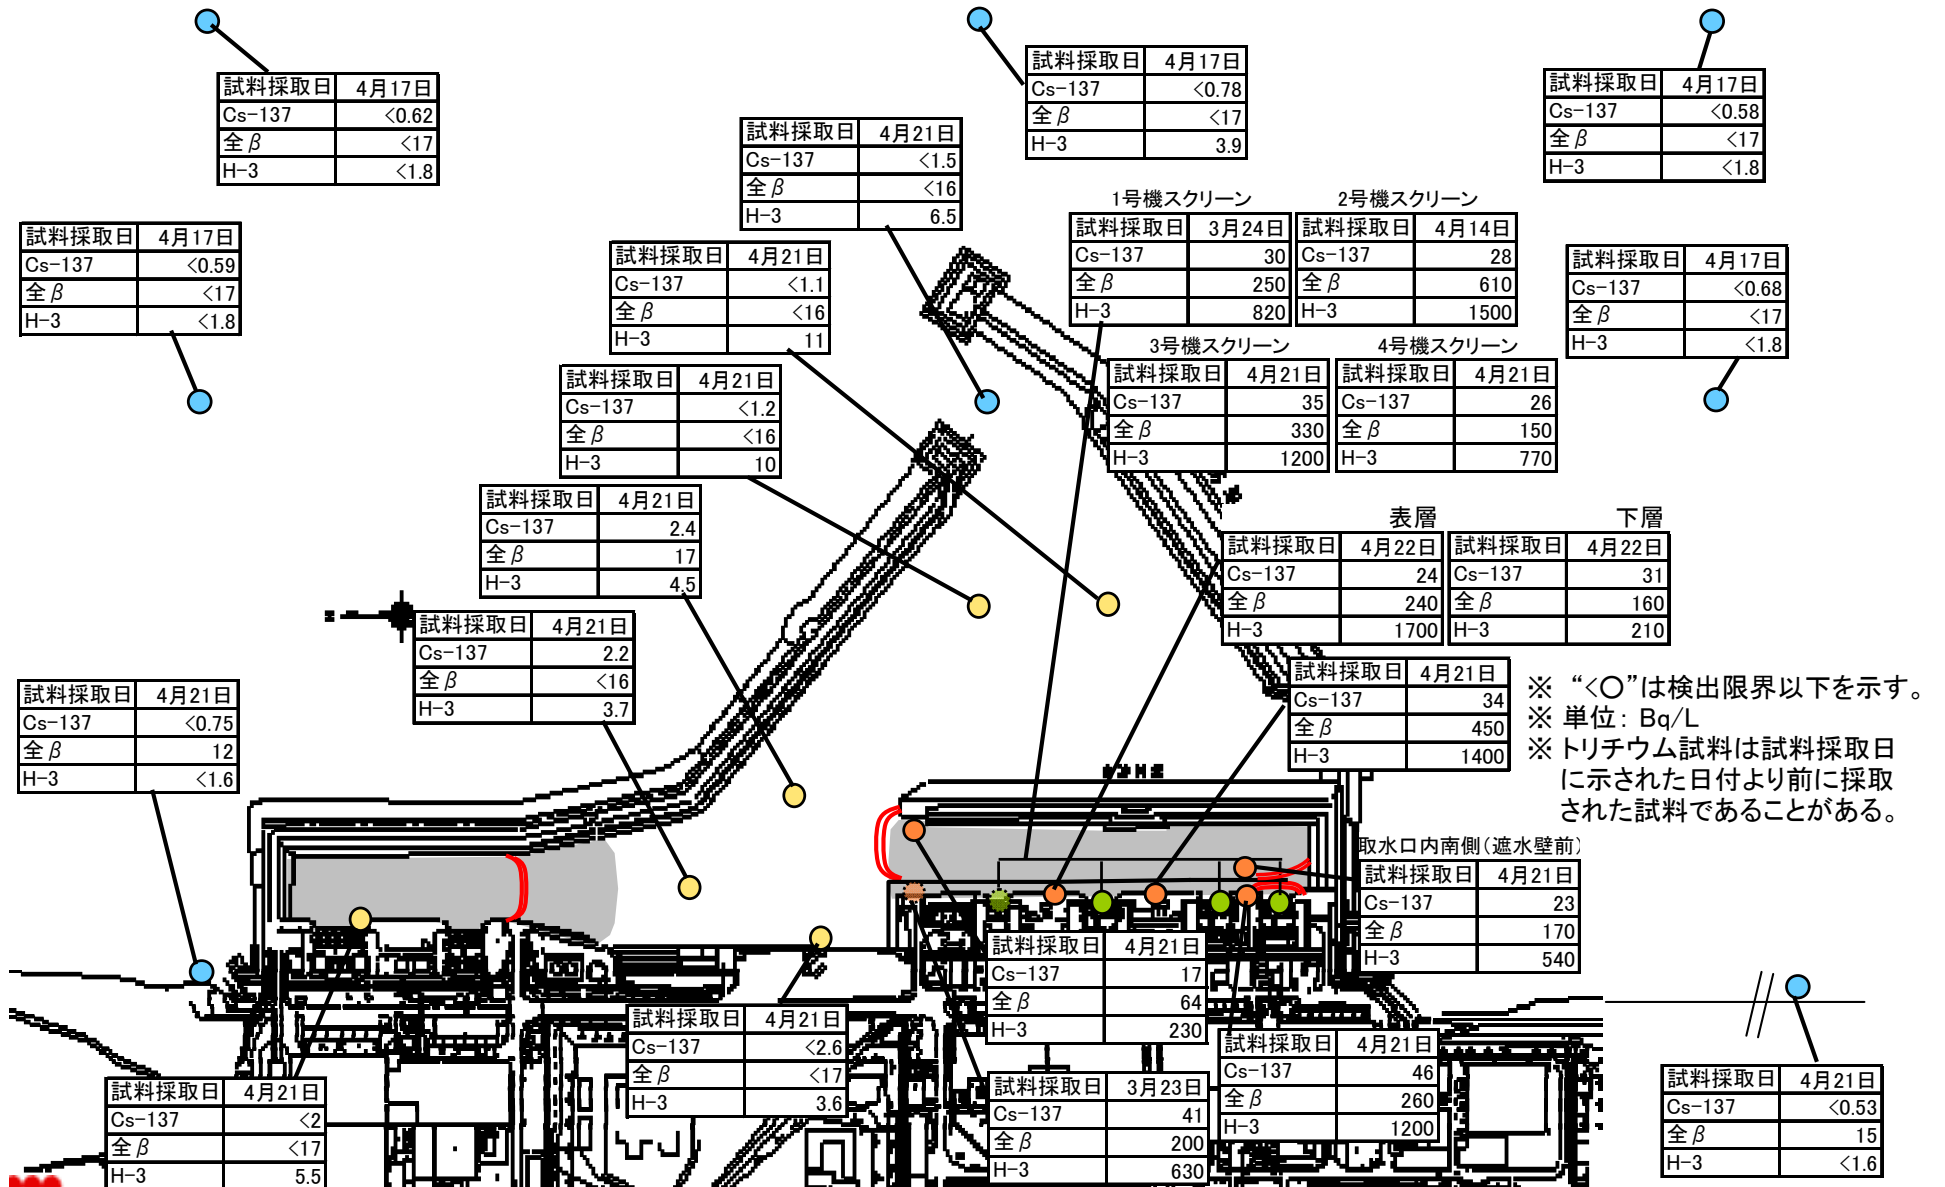 試料採取日 4月17日
Cs-137 <0.62
全β <17
H-3 <1.8
試料採取日 4月17日
Cs-137 <0.78
全β <17
H-3 3.9
試料採取日 4月17日
Cs-137 <0.58
全β <17
H-3 <1.8
試料採取日 4月21日
Cs-137 <1.5
全β <16
H-3 6.5
試料採取日 4月17日
Cs-137 <0.59
全β <17
H-3 <1.8
試料採取日 4月21日
Cs-137 <1.1
全β <16
H-3 11
1号機スクリーン
試料採取日 3月24日
Cs-137 30
全β 250
H-3 820
2号機スクリーン
試料採取日 4月14日
Cs-137 28
全β 610
H-3 1500
試料採取日 4月17日
Cs-137 <0.68
全β <17
H-3 <1.8
3号機スクリーン
試料採取日 4月21日
Cs-137 35
全β 330
H-3 1200
4号機スクリーン
試料採取日 4月21日
Cs-137 26
全β 150
H-3 770
試料採取日 4月21日
Cs-137 <1.2
全β <16
H-3 10
試料採取日 4月21日
Cs-137 2.4
全β 17
H-3 4.5
表層
試料採取日 4月22日
Cs-137 24
全β 240
H-3 1700
下層
試料採取日 4月22日
Cs-137 31
全β 160
H-3 210
試料採取日 4月21日
Cs-137 2.2
全β <16
H-3 3.7
試料採取日 4月21日
Cs-137 34
全β 450
H-3 1400
※ “<○”は検出限界以下を示す。
※ 単位: Bq/L
※ トリチウム試料は試料採取日
に示された日付より前に採取
された試料であることがある。
試料採取日 4月21日
Cs-137 <0.75
全β 12
H-3 <1.6
取水口内南側(遮水壁前)
試料採取日 4月21日
Cs-137 23
全β 170
H-3 540
試料採取日 4月21日
Cs-137 17
全β 64
H-3 230
試料採取日 4月21日
Cs-137 <2.6
全β <17
H-3 3.6
試料採取日 4月21日
Cs-137 46
全β 260
H-3 1200
試料採取日 3月23日
Cs-137 41
全β 200
H-3 630
試料採取日 4月21日
Cs-137 <2
全β <17
H-3 5.5
試料採取日 4月21日
Cs-137 <0.53
全β 15
H-3 <1.6